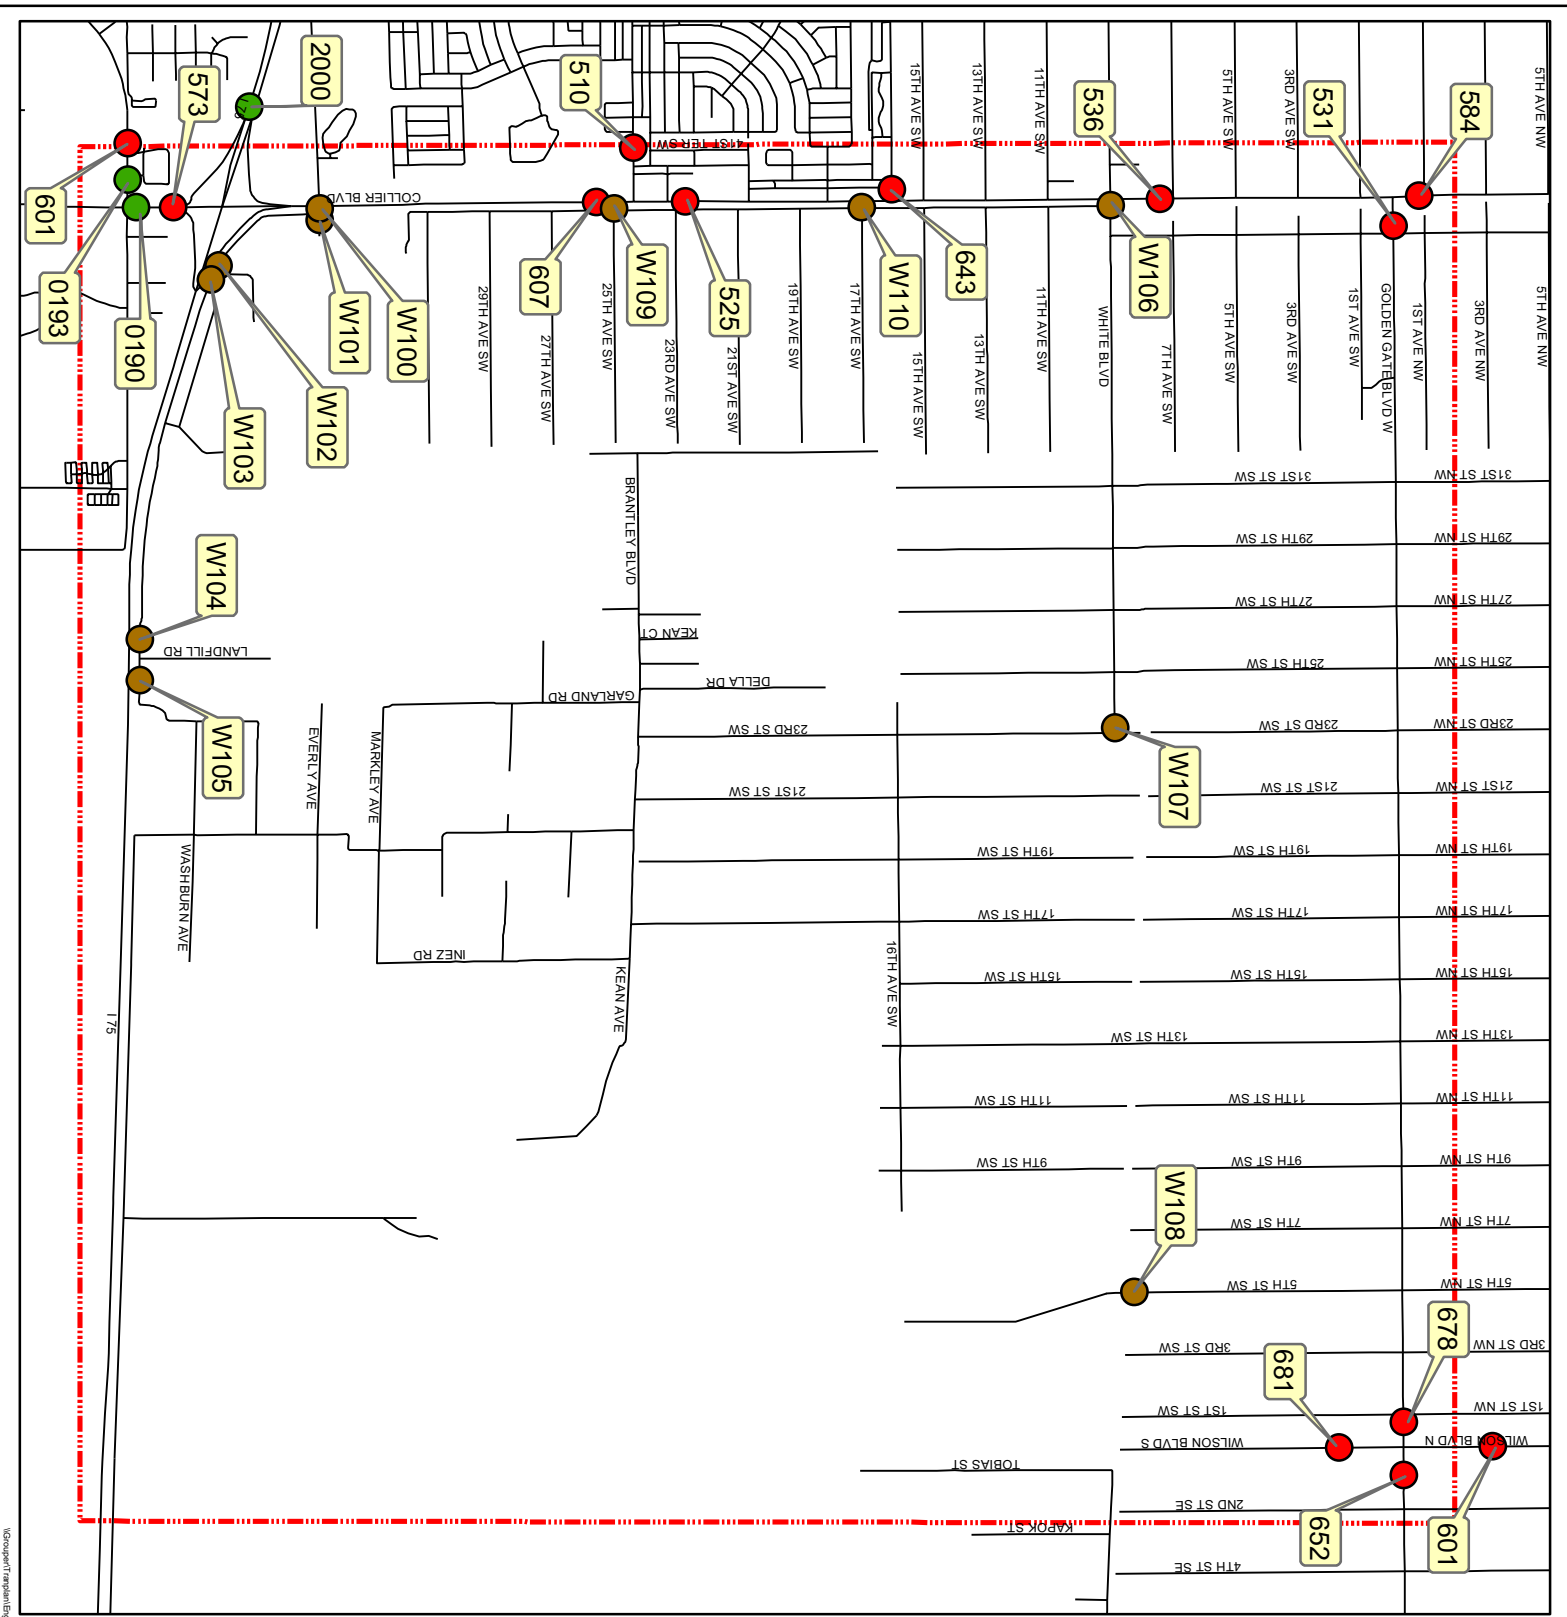 2000
573
510
536
531
584
601
0193
0190
W100
W101
W102
W103
607
W109
525
W110
643
W106
W104
W105
W107
W108
678
681
652
601
I 75
COLLIER BLVD
41ST TER SW
15TH AVE SW
13TH AVE SW
11TH AVE SW
5TH AVE SW
3RD AVE SW
5TH AVE NW
29TH AVE SW
27TH AVE SW
25TH AVE SW
23RD AVE SW
21ST AVE SW
19TH AVE SW
17TH AVE SW
15TH AVE SW
13TH AVE SW
11TH AVE SW
WHITE BLVD
7TH AVE SW
5TH AVE SW
3RD AVE SW
1ST AVE SW
GOLDEN GATE BLVD W
1ST AVE NW
3RD AVE NW
5TH AVE NW
31ST ST SW
31ST ST NW
29TH ST SW
29TH ST NW
27TH ST SW
27TH ST NW
25TH ST SW
25TH ST NW
23RD ST SW
23RD ST SW
23RD ST NW
21ST ST SW
21ST ST SW
21ST ST NW
19TH ST SW
19TH ST SW
19TH ST NW
17TH ST SW
17TH ST SW
17TH ST NW
15TH ST SW
15TH ST SW
15TH ST NW
13TH ST SW
13TH ST NW
11TH ST SW
11TH ST SW
11TH ST NW
9TH ST SW
9TH ST SW
9TH ST NW
7TH ST SW
7TH ST NW
5TH ST SW
5TH ST NW
3RD ST SW
3RD ST NW
1ST ST SW
1ST ST NW
WILSON BLVD S
WILSON BLVD N
TOBIAS ST
2ND ST SE
KAPOK ST
4TH ST SE
BRANTLEY BLVD
KEAN CT
DELLA DR
GARLAND RD
LANDFILL RD
EVERLY AVE
MARKLEY AVE
WASHBURN AVE
INEZ RD
KEAN AVE
16TH AVE SW
I 75